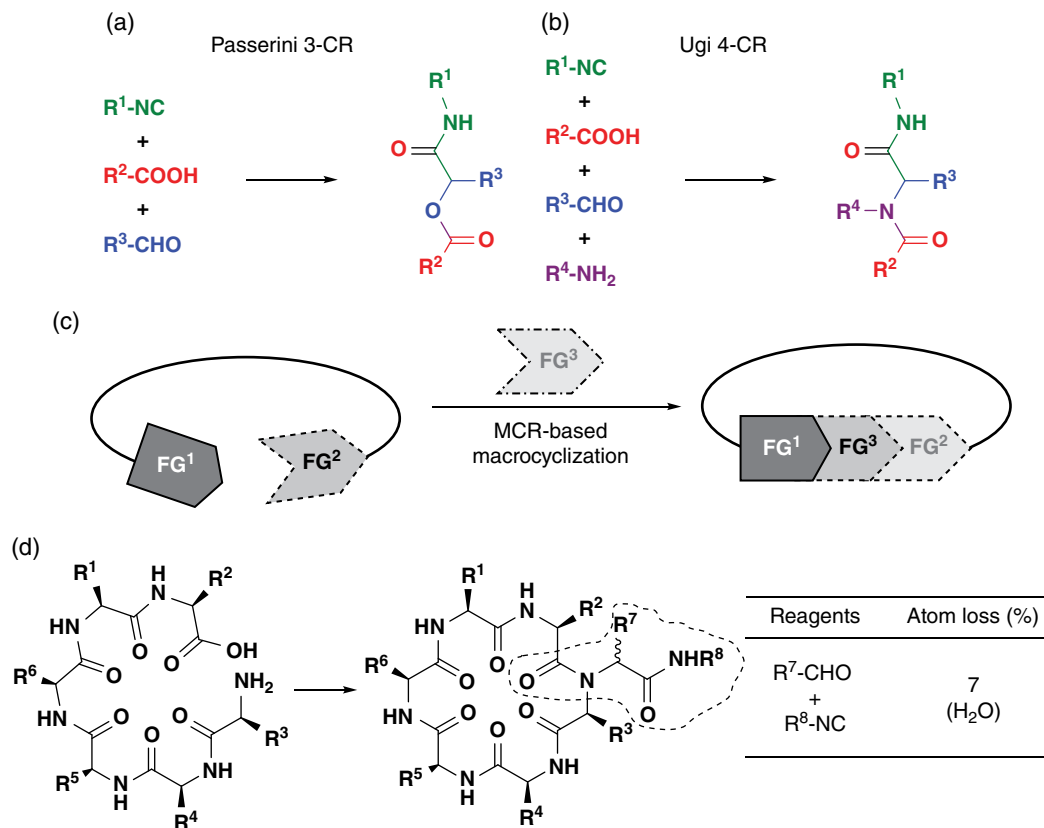 (a)
Passerini 3-CR
R¹-NC
+
R²-COOH
+
R³-CHO
R¹
NH
O
R³
O
O
R²
(b)
Ugi 4-CR
R¹-NC
+
R²-COOH
+
R³-CHO
+
R⁴-NH₂
R¹
NH
O
R³
R⁴
N
O
R²
(c)
FG¹
FG²
FG³
MCR-based
macrocyclization
FG¹
FG³
FG²
(d)
R¹
H
N
R²
HN
O
O
OH
R⁶
O
NH₂
NH
O
O
R³
R⁵
N
H
O
NH
R⁴
R¹
H
N
R²
R⁷
HN
O
O
NHR⁸
R⁶
O
N
O
HN
O
O
O
R³
R⁵
N
H
NH
R⁴
Reagents
Atom loss (%)
R⁷-CHO
+
R⁸-NC
7
(H₂O)